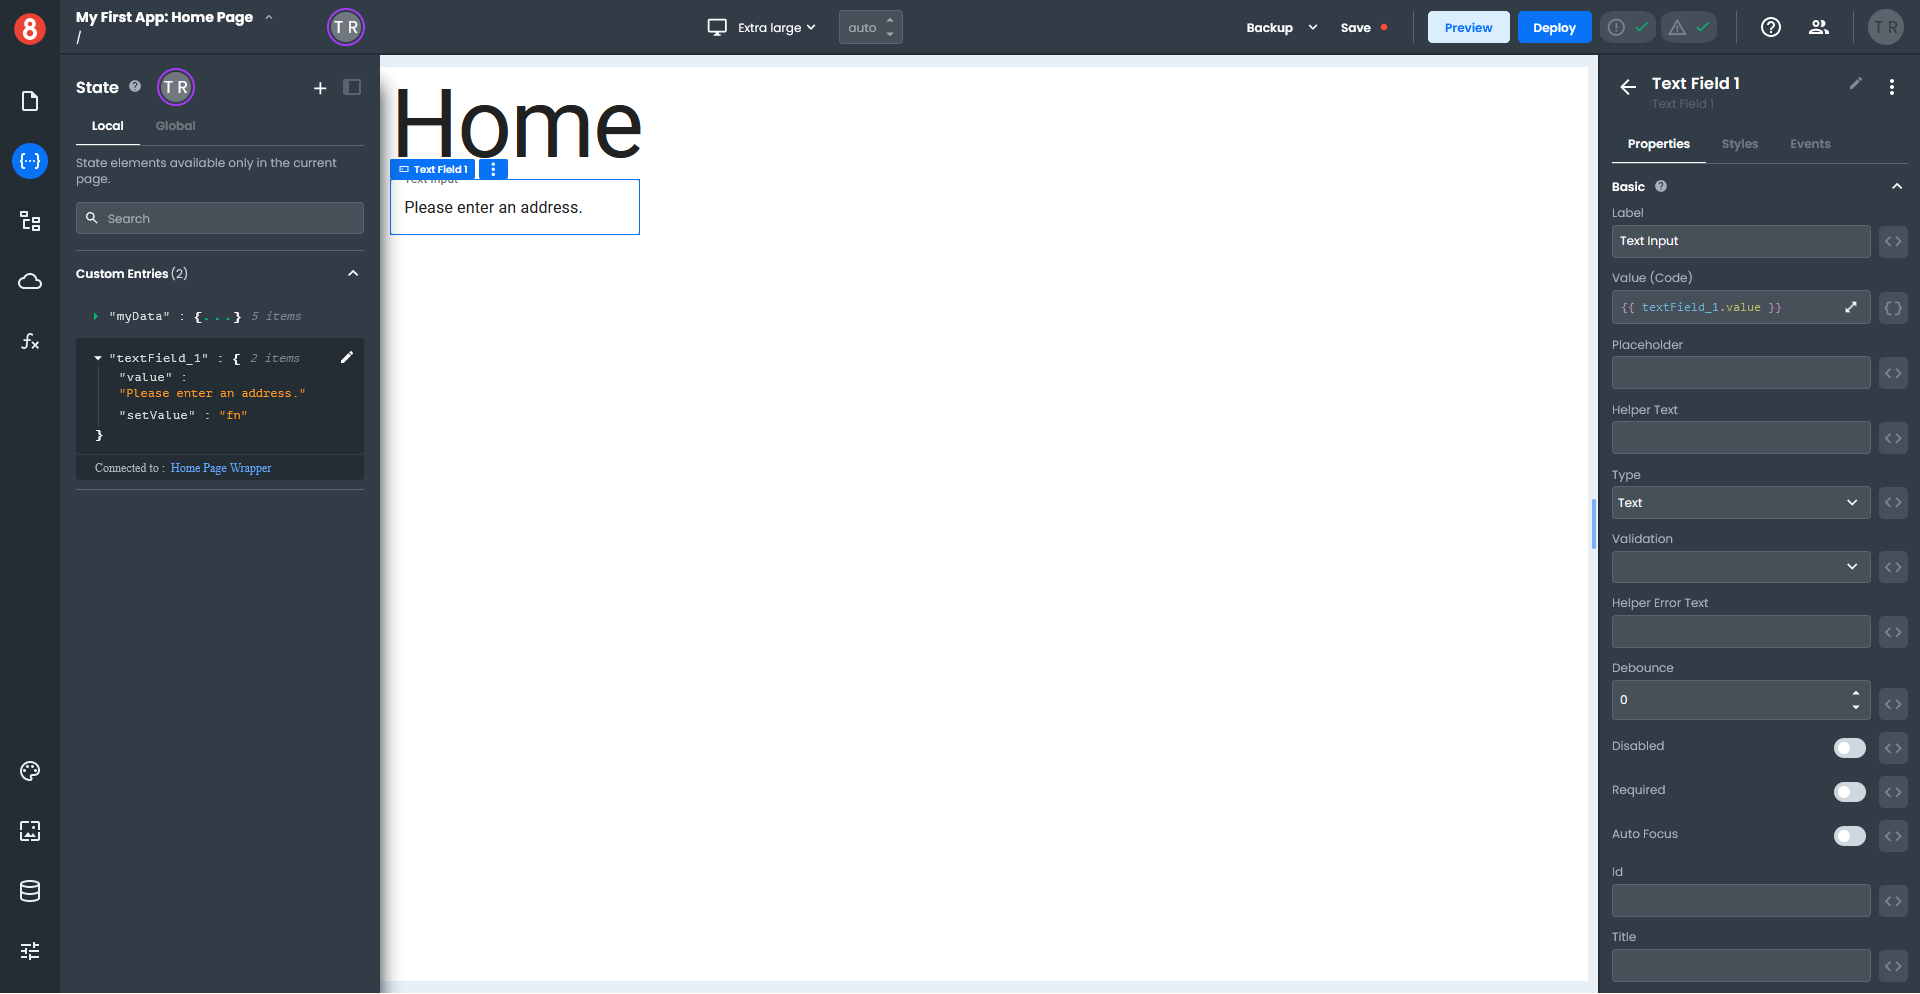 8
My First App: Home Page
/
T R
Extra large
auto
Backup
Save
Preview
Deploy
T R
State
T R
Local
Global
State elements available only in the current
page.
Search
Custom Entries (2)
"myData" : {...} 5 items
"textField_1" : { 2 items
"value" :
"Please enter an address."
"setValue" : "fn"
}
Connected to : Home Page Wrapper
Home
Text Field 1
Text Input
Please enter an address.
Text Field 1
Text Field 1
Properties
Styles
Events
Basic
Label
Text Input
Value (Code)
{{ textField_1.value }}
Placeholder
Helper Text
Type
Text
Validation
Helper Error Text
Debounce
0
Disabled
Required
Auto Focus
Id
Title